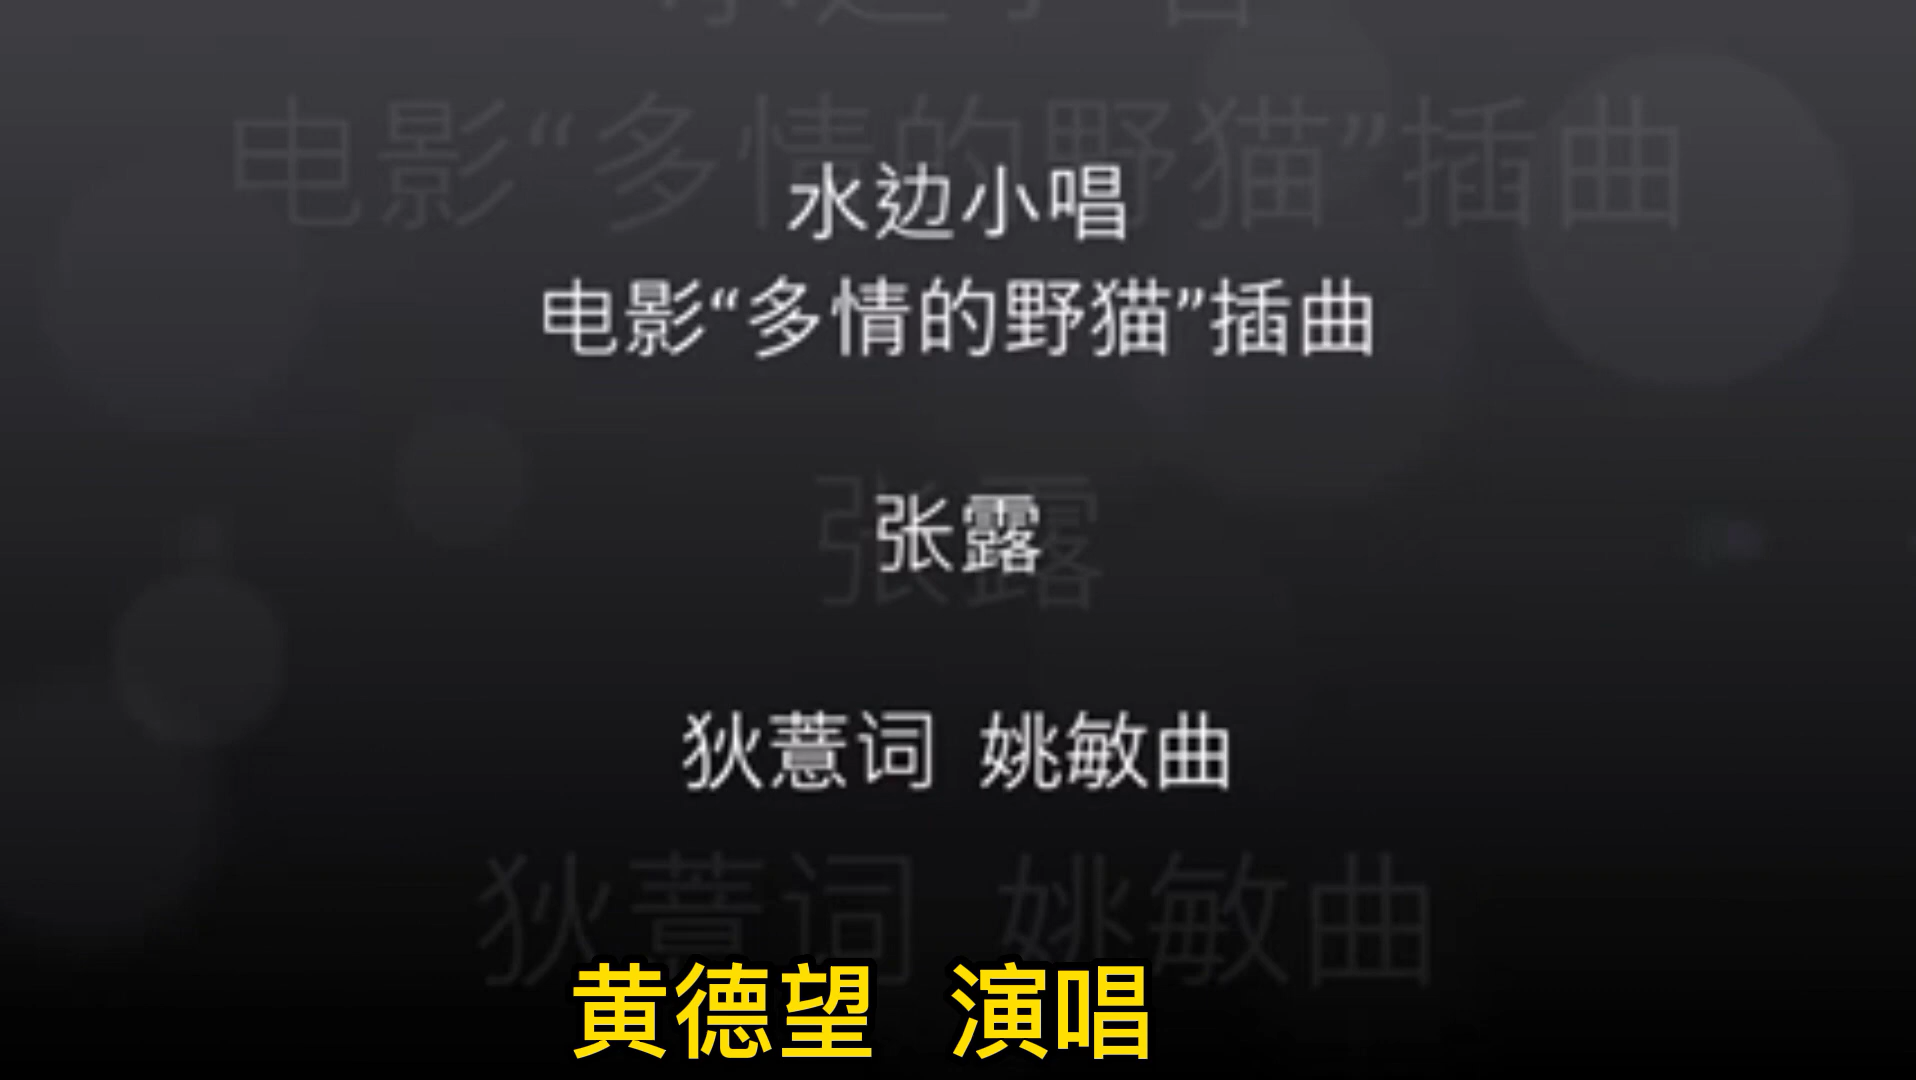 水边小唱
电影“多情的野猫”插曲
张露
狄薏词 姚敏曲
黄德望 演唱